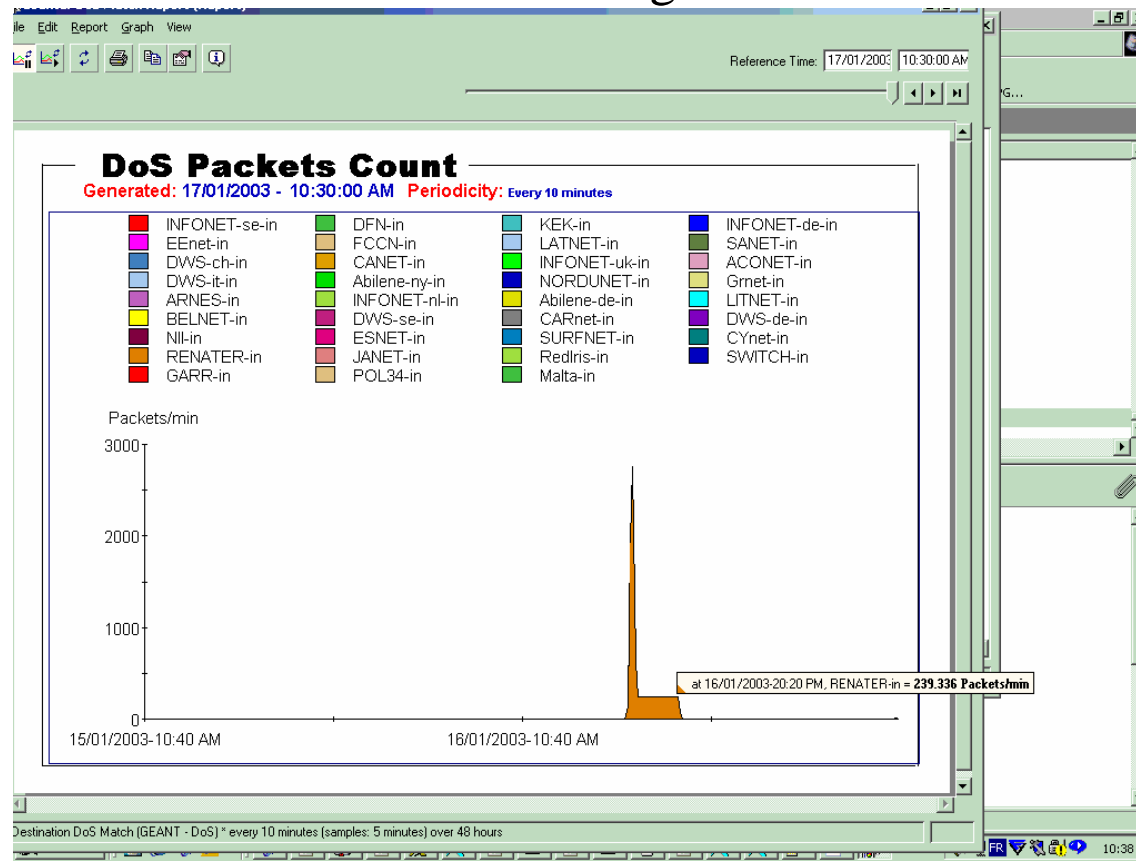 Edit Report Graph View
Reference Time: 17/01/2003 10:30:00 AM
DoS Packets Count
Generated: 17/01/2003 - 10:30:00 AM Periodicity: Every 10 minutes
INFONET-se-in DFN-in KEK-in INFONET-de-in
EEnet-in FCCN-in LATNET-in SANET-in
DWS-ch-in CANET-in INFONET-uk-in ACONET-in
DWS-it-in Abilene-ny-in NORDUNET-in Grnet-in
ARNES-in INFONET-nl-in Abilene-de-in LITNET-in
BELNET-in DWS-se-in CARnet-in DWS-de-in
NII-in ESNET-in SURFNET-in CYnet-in
RENATER-in JANET-in RedIris-in SWITCH-in
GARR-in POL34-in Malta-in
Packets/min
3000
2000
1000
at 16/01/2003-20:20 PM, RENATER-in = 239.336 Packets/min
0
15/01/2003-10:40 AM 16/01/2003-10:40 AM
Destination DoS Match (GEANT - DoS) * every 10 minutes (samples: 5 minutes) over 48 hours
FR 10:38